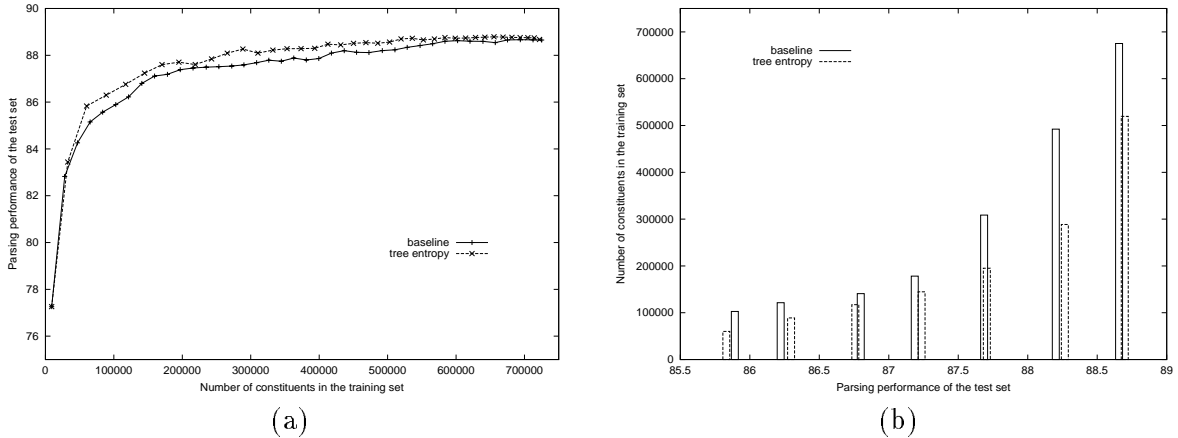 90
88
86
84
82
80
78
76
Parsing performance of the test set
baseline
tree entropy
0 100000 200000 300000 400000 500000 600000 700000
Number of constituents in the training set
(a)
700000
600000
500000
400000
300000
200000
100000
0
Number of constituents in the training set
baseline
tree entropy
85.5 86 86.5 87 87.5 88 88.5 89
Parsing performance of the test set
(b)